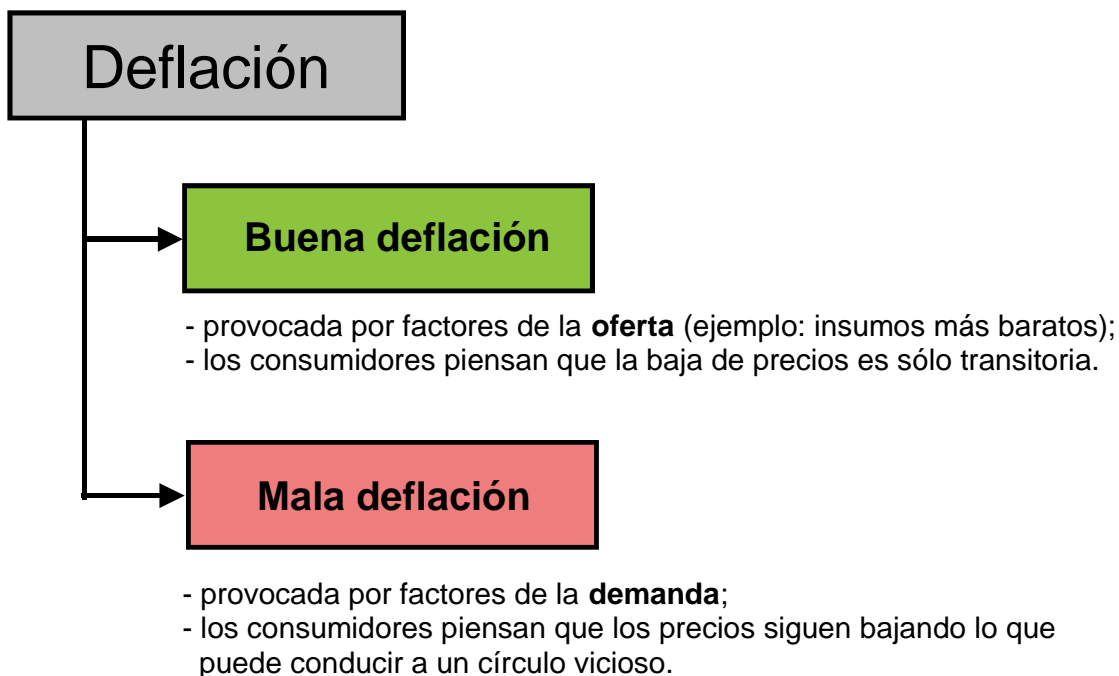 Deflación
Buena deflación
- provocada por factores de la oferta (ejemplo: insumos más baratos);
- los consumidores piensan que la baja de precios es sólo transitoria.
Mala deflación
- provocada por factores de la demanda;
- los consumidores piensan que los precios siguen bajando lo que
puede conducir a un círculo vicioso.